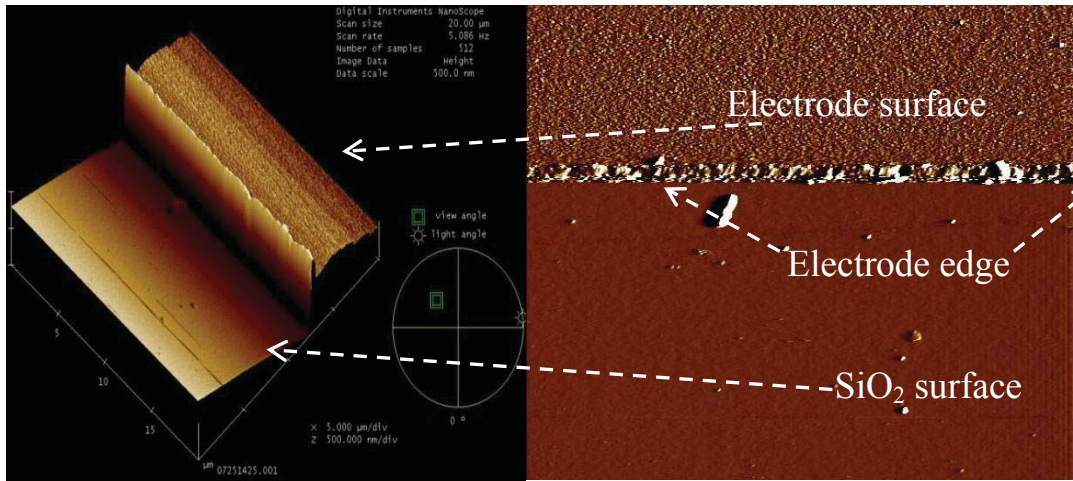 Digital Instruments NanoScope
Scan size 20.00 µm
Scan rate 5.086 Hz
Number of samples 512
Image Data Height
Data scale 500.0 nm
Electrode surface
view angle
light angle
Electrode edge
SiO₂ surface
5
10
15
µm
X 5.000 µm/div
Z 500.000 nm/div
0 °
07251425.001